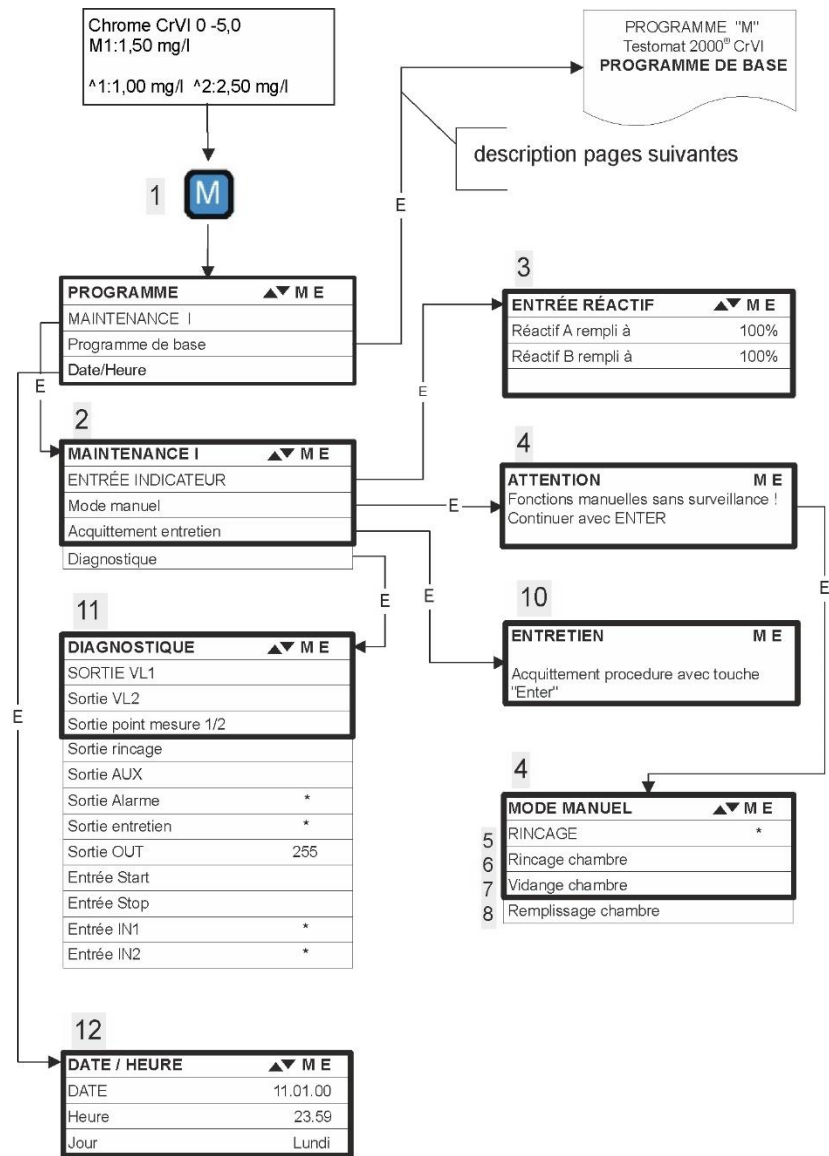 Chrome CrVI 0 -5,0
M1:1,50 mg/l
^1:1,00 mg/l ^2:2,50 mg/l
PROGRAMME "M"
Testomat 2000® CrVI
PROGRAMME DE BASE
description pages suivantes
1
M
E
PROGRAMME ▲▼ M E
MAINTENANCE I
Programme de base
Date/Heure
E
3
ENTRÉE RÉACTIF ▲▼ M E
Réactif A rempli à 100%
Réactif B rempli à 100%
E
2
MAINTENANCE I ▲▼ M E
ENTRÉE INDICATEUR
Mode manuel
Acquittement entretien
Diagnostique
E
4
ATTENTION M E
Fonctions manuelles sans surveillance !
Continuer avec ENTER
E
E
E
10
ENTRETIEN M E
Acquittement procedure avec touche
"Enter"
11
DIAGNOSTIQUE ▲▼ M E
SORTIE VL1
Sortie VL2
Sortie point mesure 1/2
Sortie rincage
Sortie AUX
Sortie Alarme *
Sortie entretien *
Sortie OUT 255
Entrée Start
Entrée Stop
Entrée IN1 *
Entrée IN2 *
E
4
MODE MANUEL ▲▼ M E
5 RINCAGE *
6 Rincage chambre
7 Vidange chambre
8 Remplissage chambre
12
DATE / HEURE ▲▼ M E
DATE 11.01.00
Heure 23.59
Jour Lundi